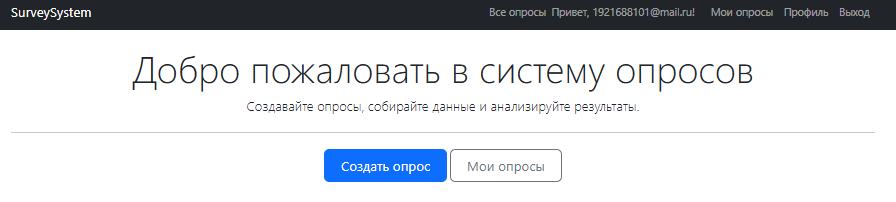 SurveySystem Все опросы Привет, 1921688101@mail.ru! Мои опросы Профиль Выход
Добро пожаловать в систему опросов
Создавайте опросы, собирайте данные и анализируйте результаты.
Создать опрос Мои опросы